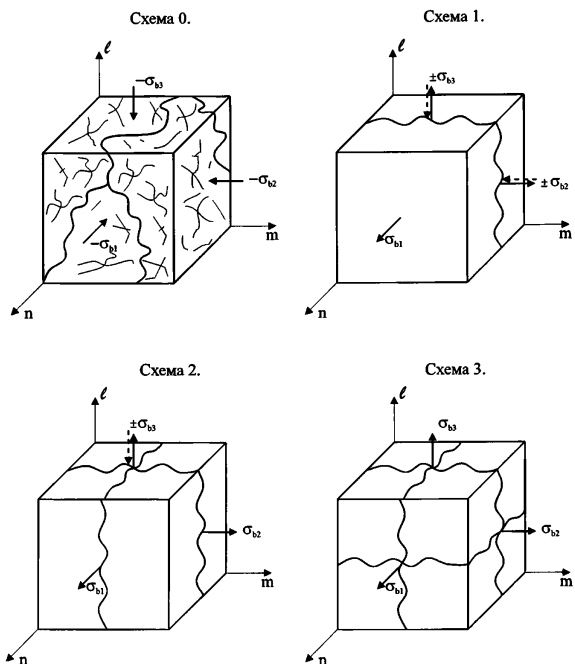 Схема 0.
ℓ
−σb3
−σb2
−σb1
m
n
Схема 1.
ℓ
±σb3
±σb2
σb1
m
n
Схема 2.
ℓ
±σb3
σb2
σb1
m
n
Схема 3.
ℓ
σb3
σb2
σb1
m
n